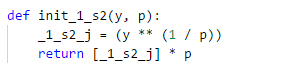 def init_1_s2(y, p):
    _1_s2_j = (y ** (1 / p))
    return [_1_s2_j] * p